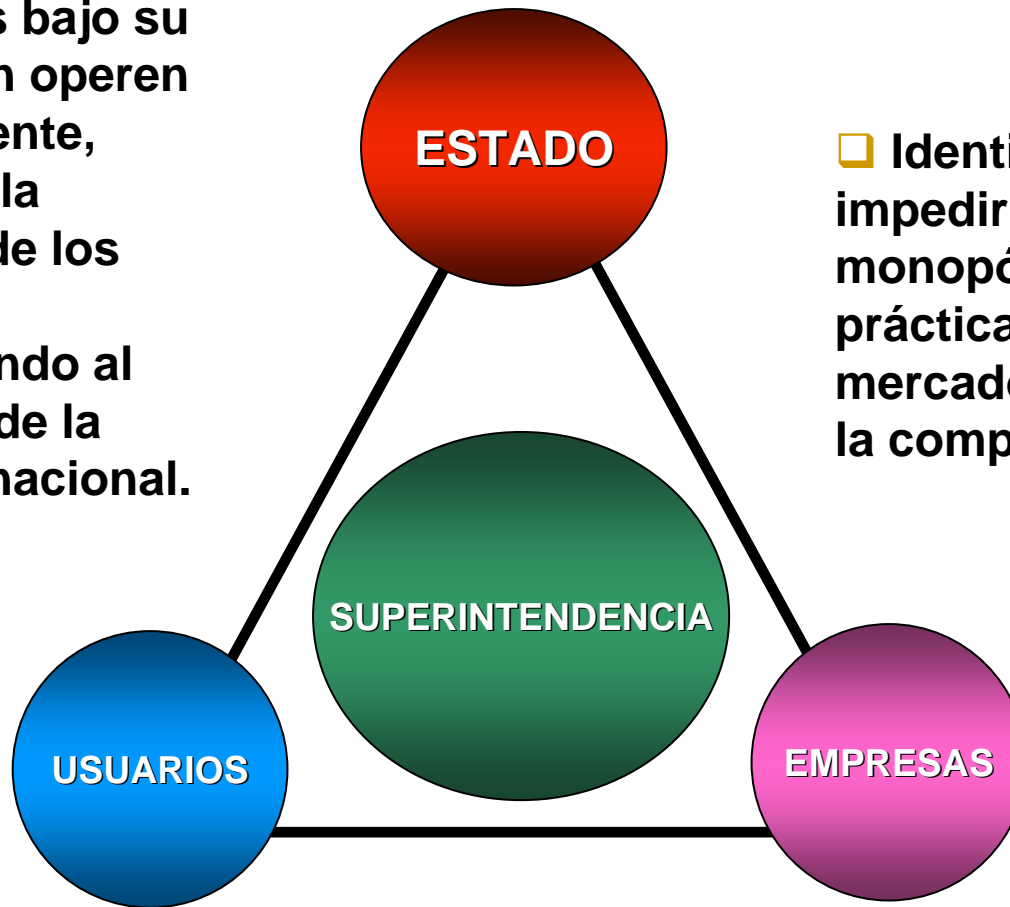 s bajo su
n operen
ente,
la
de los
ndo al
de la
nacional.
ESTADO
❑ Identi
impedir
monopó
práctica
mercado
la comp
SUPERINTENDENCIA
USUARIOS
EMPRESAS